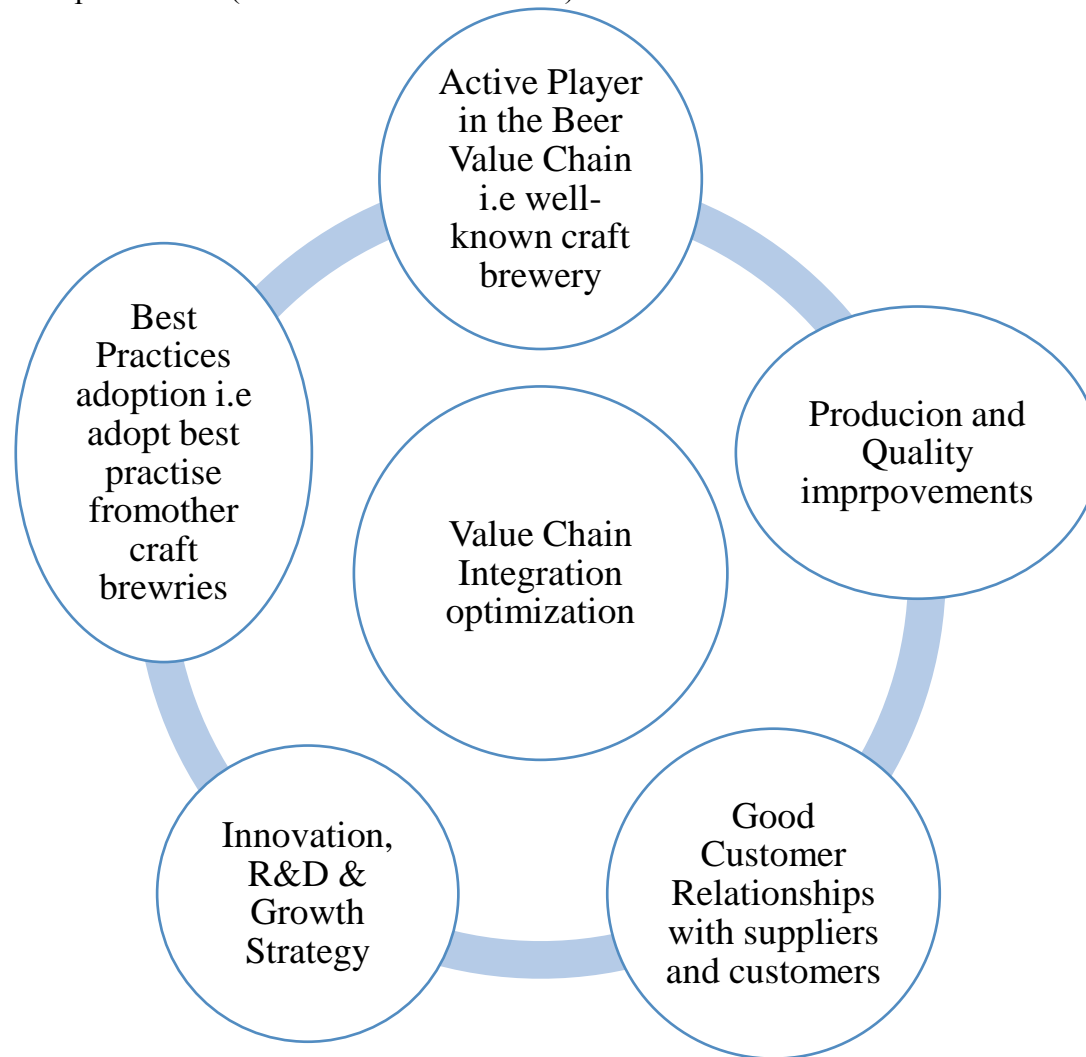 Active Player
in the Beer
Value Chain
i.e well-
known craft
brewery
Producion and
Quality
imprpovements
Good
Customer
Relationships
with suppliers
and customers
Innovation,
R&D &
Growth
Strategy
Best
Practices
adoption i.e
adopt best
practise
fromother
craft
brewries
Value Chain
Integration
optimization